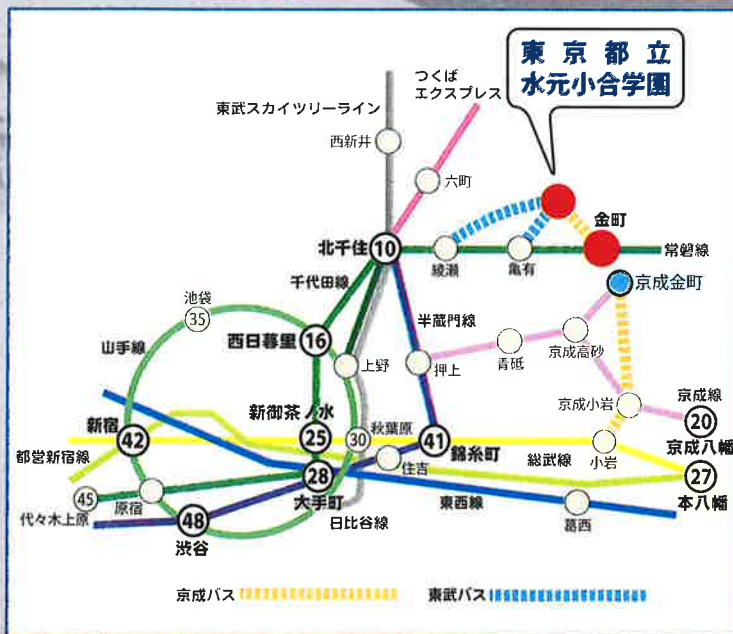 東京都立
水元小合学園
つくば
エクスプレス
東武スカイツリーライン
西新井
六町
金町
北千住
10
綾瀬
亀有
常磐線
千代田線
京成金町
池袋
35
半蔵門線
山手線
西日暮里
16
上野
押上
青砥
京成高砂
新御茶ノ水
京成小岩
京成線
新宿
42
25
秋葉原
30
41
錦糸町
20
京成八幡
都営新宿線
住吉
総武線
小岩
28
大手町
27
本八幡
45
原宿
東西線
代々木上原
48
渋谷
日比谷線
葛西
京成バス
東武バス